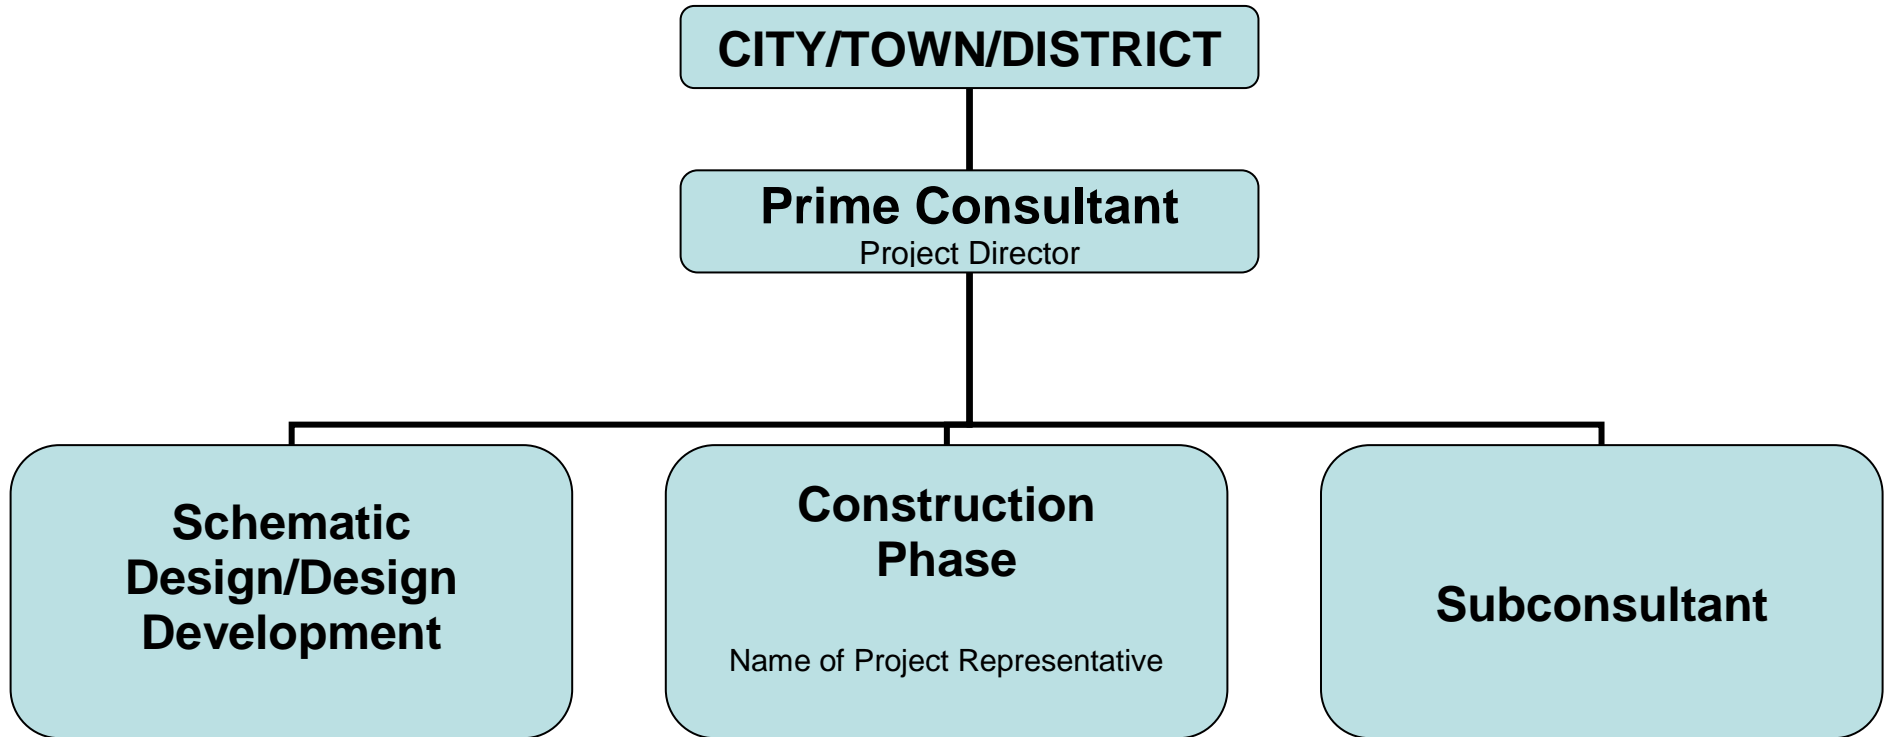 CITY/TOWN/DISTRICT
Prime Consultant
Project Director
Schematic
Design/Design
Development
Construction
Phase
Name of Project Representative
Subconsultant